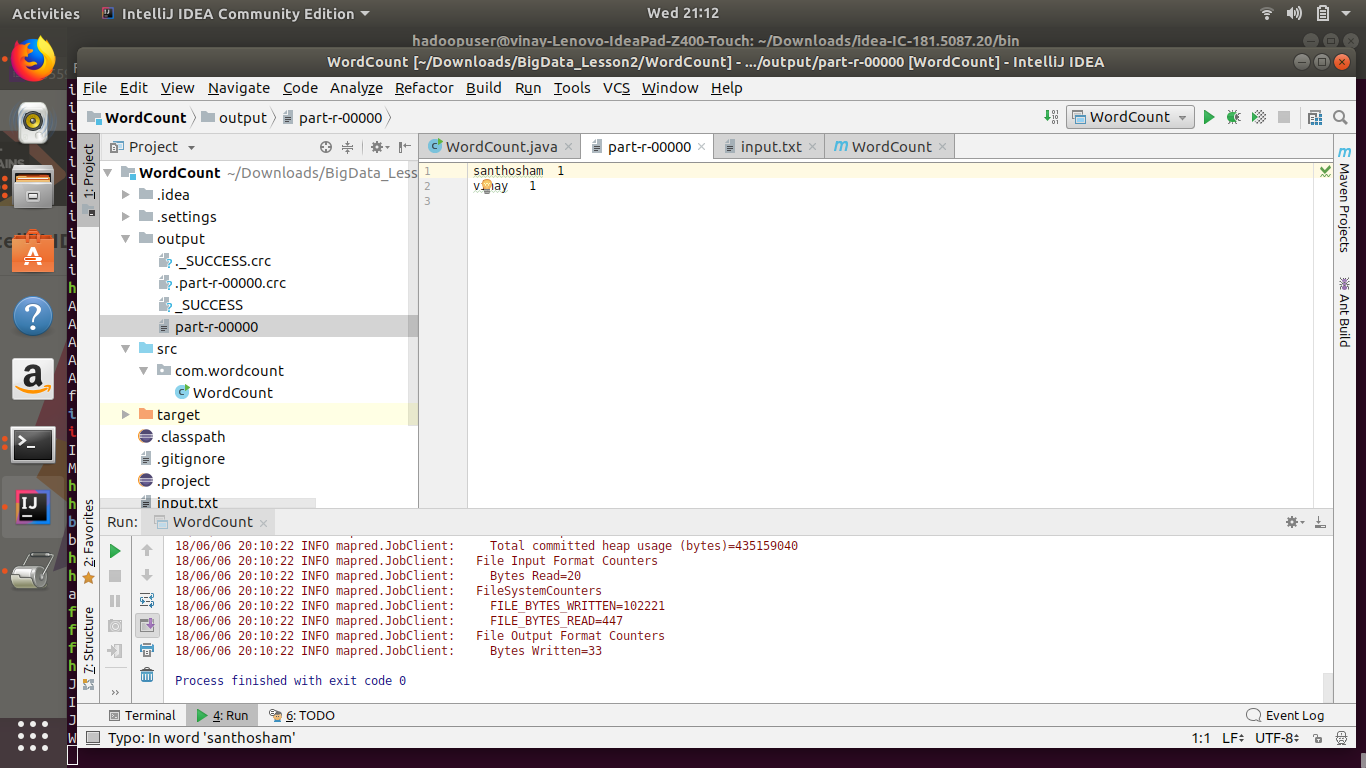 Activities IntelliJ IDEA Community Edition Wed 21:12
hadoopuser@vinay-Lenovo-IdeaPad-Z400-Touch: ~/Downloads/idea-IC-181.5087.20/bin
WordCount [~/Downloads/BigData_Lesson2/WordCount] - .../output/part-r-00000 [WordCount] - IntelliJ IDEA
File Edit View Navigate Code Analyze Refactor Build Run Tools VCS Window Help
WordCount output part-r-00000 WordCount
1: Project
Project
WordCount.java part-r-00000 input.txt WordCount
Maven Projects
Ant Build
WordCount ~/Downloads/BigData_Less
.idea
.settings
output
._SUCCESS.crc
.part-r-00000.crc
_SUCCESS
part-r-00000
src
com.wordcount
WordCount
target
.classpath
.gitignore
.project
input.txt
1 santhosham 1
2 vinay 1
3
2: Favorites
7: Structure
Run: WordCount
18/06/06 20:10:22 INFO mapred.JobClient: Total committed heap usage (bytes)=435159040
18/06/06 20:10:22 INFO mapred.JobClient: File Input Format Counters
18/06/06 20:10:22 INFO mapred.JobClient: Bytes Read=20
18/06/06 20:10:22 INFO mapred.JobClient: FileSystemCounters
18/06/06 20:10:22 INFO mapred.JobClient: FILE_BYTES_WRITTEN=102221
18/06/06 20:10:22 INFO mapred.JobClient: FILE_BYTES_READ=447
18/06/06 20:10:22 INFO mapred.JobClient: File Output Format Counters
18/06/06 20:10:22 INFO mapred.JobClient: Bytes Written=33
Process finished with exit code 0
Terminal 4: Run 6: TODO Event Log
Typo: In word 'santhosham' 1:1 LF UTF-8